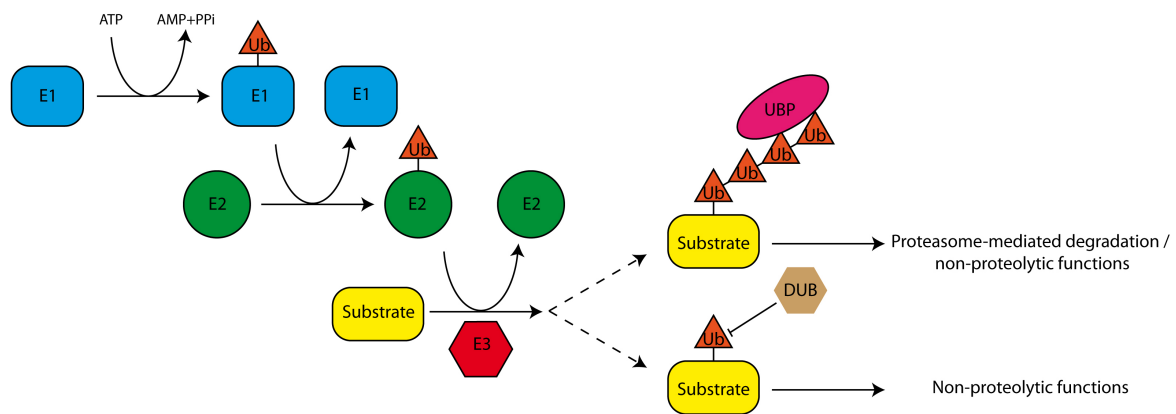 ATP
AMP+PPi
Ub
E1
E1
E1
Ub
E2
E2
E2
Substrate
E3
UBP
Ub
Ub
Ub
Ub
Substrate
Proteasome-mediated degradation /
non-proteolytic functions
DUB
Ub
Substrate
Non-proteolytic functions